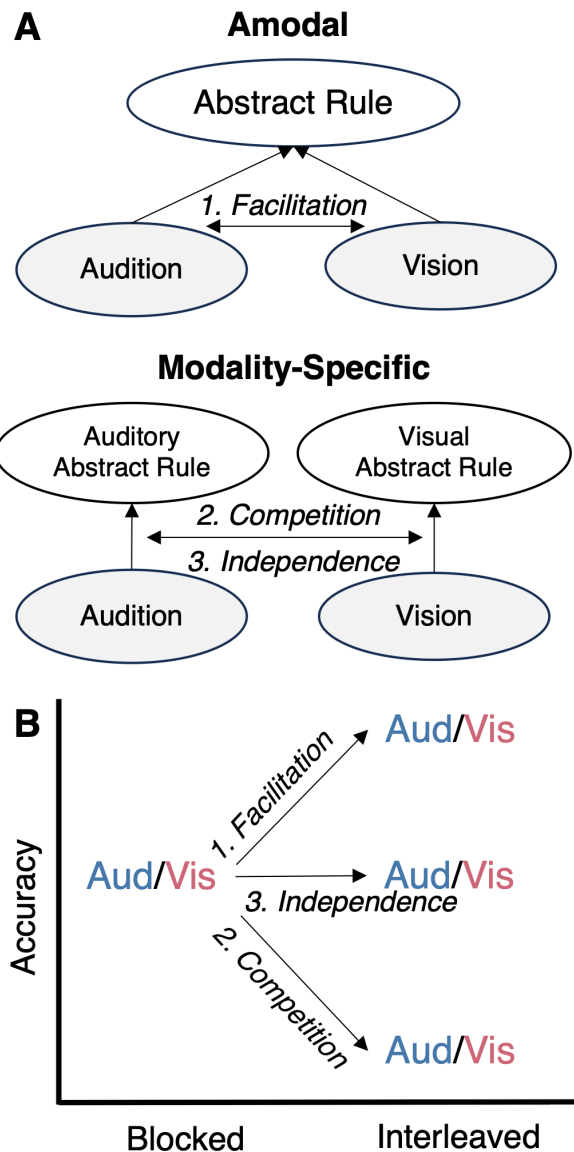 A
Amodal
Abstract Rule
1. Facilitation
Audition
Vision
Modality-Specific
Auditory
Abstract Rule
Visual
Abstract Rule
2. Competition
3. Independence
Audition
Vision
B
Accuracy
Aud/Vis
1. Facilitation
Aud/Vis
3. Independence
Aud/Vis
2. Competition
Aud/Vis
Blocked
Interleaved